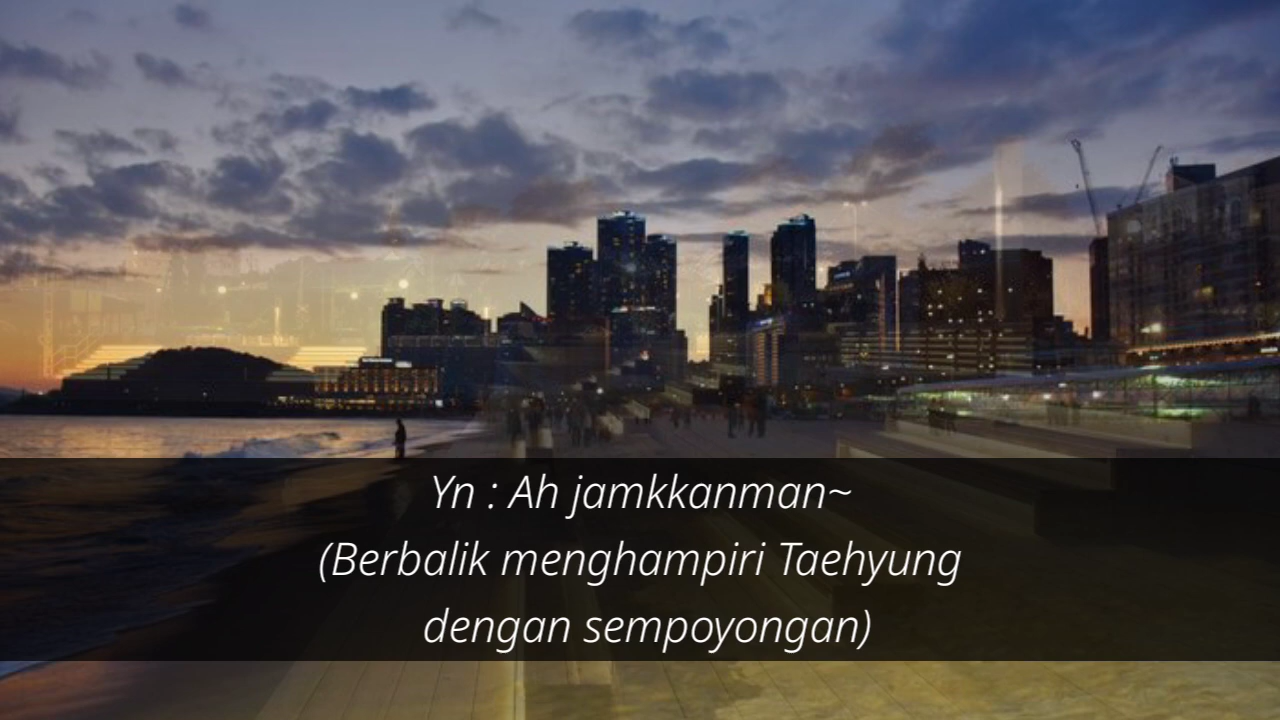 Yn : Ah jamkkanman~
(Berbalik menghampiri Taehyung
dengan sempoyongan)